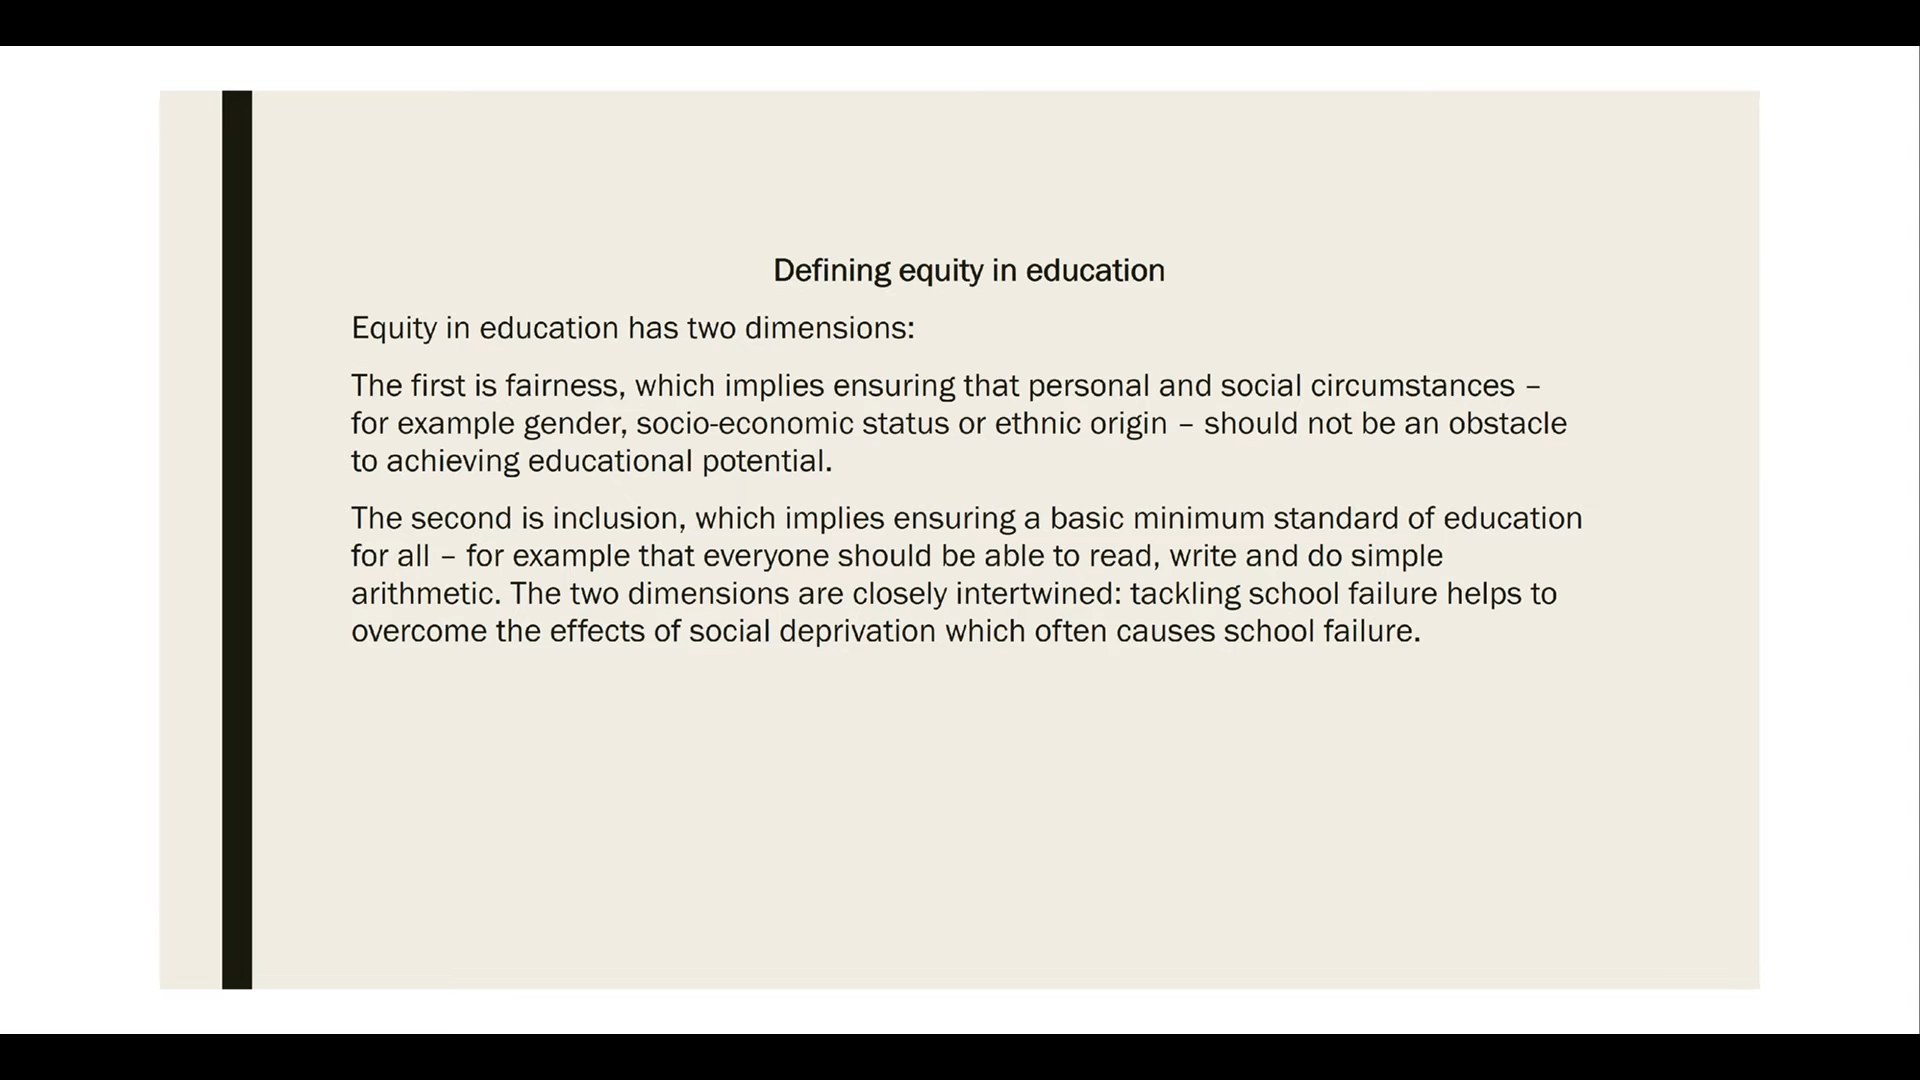 Defining equity in education
Equity in education has two dimensions:
The first is fairness, which implies ensuring that personal and social circumstances –
for example gender, socio-economic status or ethnic origin – should not be an obstacle
to achieving educational potential.
The second is inclusion, which implies ensuring a basic minimum standard of education
for all – for example that everyone should be able to read, write and do simple
arithmetic. The two dimensions are closely intertwined: tackling school failure helps to
overcome the effects of social deprivation which often causes school failure.